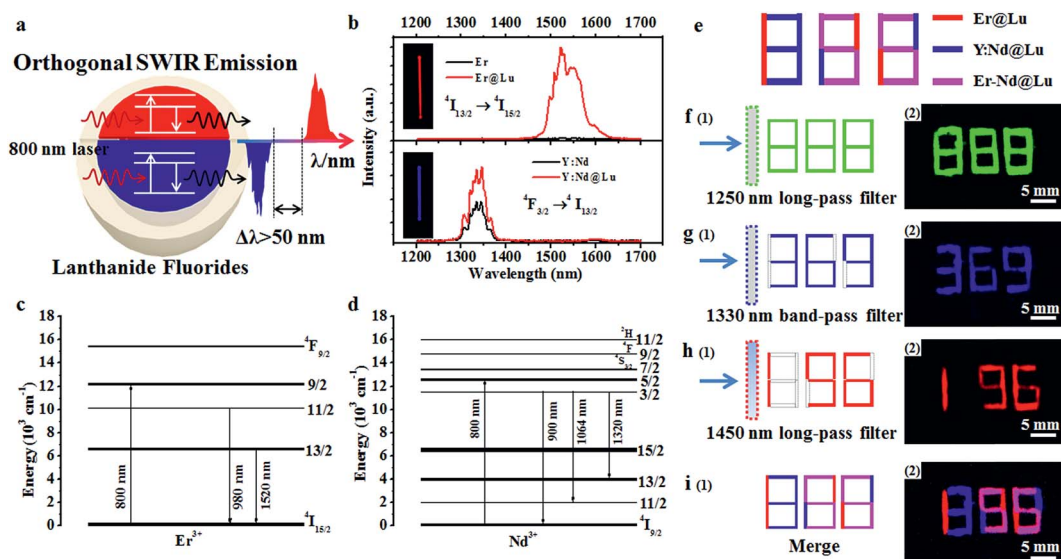 a
Orthogonal SWIR Emission
800 nm laser
λ/nm
Δλ>50 nm
Lanthanide Fluorides
b
1200 1300 1400 1500 1600 1700
Er
Er@Lu
⁴I₁₃/₂ → ⁴I₁₅/₂
Intensity (a.u.)
Y:Nd
Y:Nd@Lu
⁴F₃/₂ → ⁴I₁₃/₂
1200 1300 1400 1500 1600 1700
Wavelength (nm)
c
Energy (10³ cm⁻¹)
18
16
14
12
10
8
6
4
2
0
⁴F₉/₂
9/2
11/2
13/2
⁴I₁₅/₂
800 nm
980 nm
1520 nm
Er³⁺
d
Energy (10³ cm⁻¹)
18
16
14
12
10
8
6
4
2
0
²H 11/2
⁴F 9/2
⁴S₃/₂ 7/2
5/2
3/2
15/2
13/2
11/2
⁴I₉/₂
800 nm
900 nm
1064 nm
1320 nm
Nd³⁺
e
Er@Lu
Y:Nd@Lu
Er-Nd@Lu
f (1)
1250 nm long-pass filter
(2)
888
5 mm
g (1)
1330 nm band-pass filter
(2)
369
5 mm
h (1)
1450 nm long-pass filter
(2)
1 96
5 mm
i (1)
Merge
(2)
5 mm